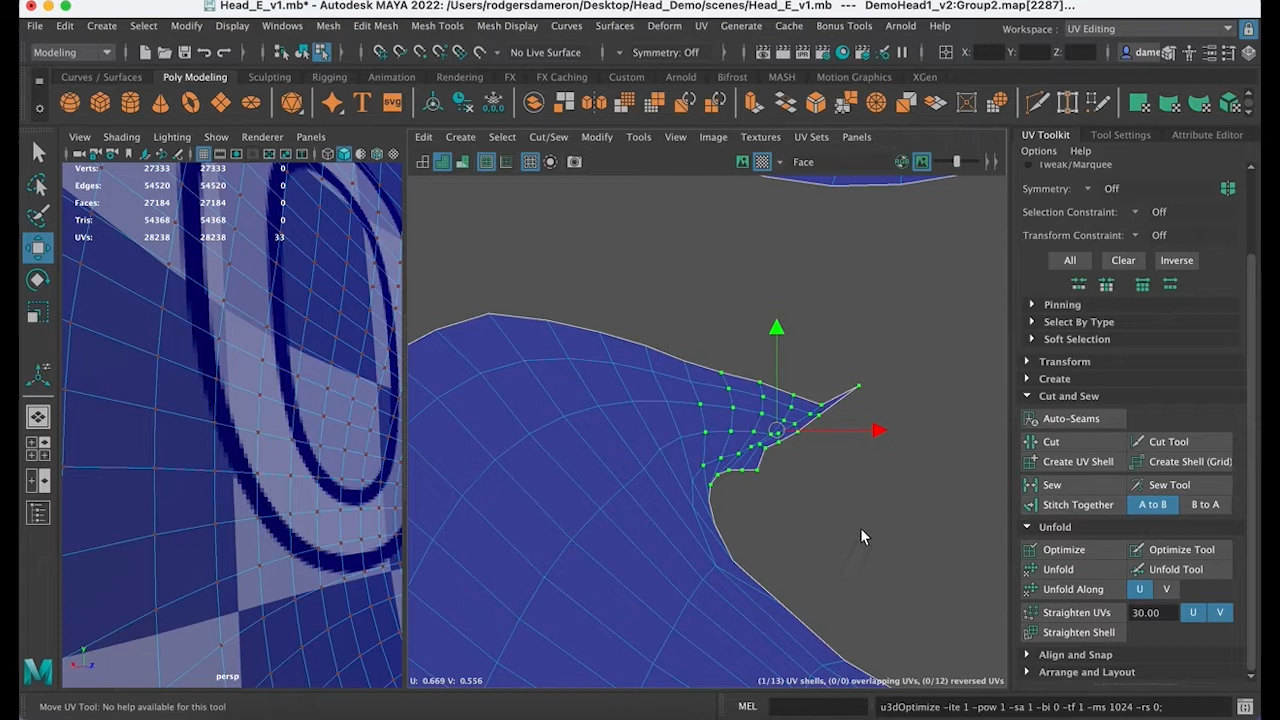 Head_E_v1.mb* - Autodesk MAYA 2022: /Users/rodgersdameron/Desktop/Head_Demo/scenes/Head_E_v1.mb --- DemoHead1_v2:Group2.map[2287]...
File Edit Create Select Modify Display Windows Mesh Edit Mesh Mesh Tools Mesh Display Curves Surfaces Deform UV Generate Cache Bonus Tools Arnold Help Workspace : UV Editing
Modeling No Live Surface Symmetry: Off X: Y: Z: dame
Curves / Surfaces Poly Modeling Sculpting Rigging Animation Rendering FX FX Caching Custom Arnold Bifrost MASH Motion Graphics XGen
T svg 0,0,0
View Shading Lighting Show Renderer Panels
Verts: 27333 27333 0
Edges: 54520 54520 0
Faces: 27184 27184 0
Tris: 54368 54368 0
UVs: 28238 28238 33
y
x z
persp
Edit Create Select Cut/Sew Modify Tools View Image Textures UV Sets Panels
Face RGB
U: 0.669 V: 0.556 (1/13) UV shells, (0/0) overlapping UVs, (0/12) reversed UVs
UV Toolkit Tool Settings Attribute Editor
Options Help
Tweak/Marquee
Symmetry: Off
Selection Constraint: Off
Transform Constraint: Off
All Clear Inverse
Pinning
Select By Type
Soft Selection
Transform
Create
Cut and Sew
Auto-Seams
Cut Cut Tool
Create UV Shell Create Shell (Grid)
Sew Sew Tool
Stitch Together A to B B to A
Unfold
Optimize Optimize Tool
Unfold Unfold Tool
Unfold Along U V
Straighten UVs 30.00 U V
Straighten Shell
Align and Snap
Arrange and Layout
Move UV Tool: No help available for this tool MEL u3dOptimize -ite 1 -pow 1 -sa 1 -bi 0 -tf 1 -ms 1024 -rs 0;